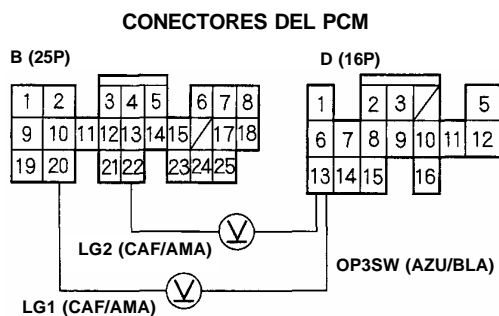 CONECTORES DEL PCM
B (25P)
D (16P)
1 2 3 4 5 6 7 8
9 10 11 12 13 14 15 17 18
19 20 21 22 23 24 25
1 2 3 5
6 7 8 9 10 11 12
13 14 15 16
V
LG2 (CAF/AMA)
OP3SW (AZU/BLA)
V
LG1 (CAF/AMA)